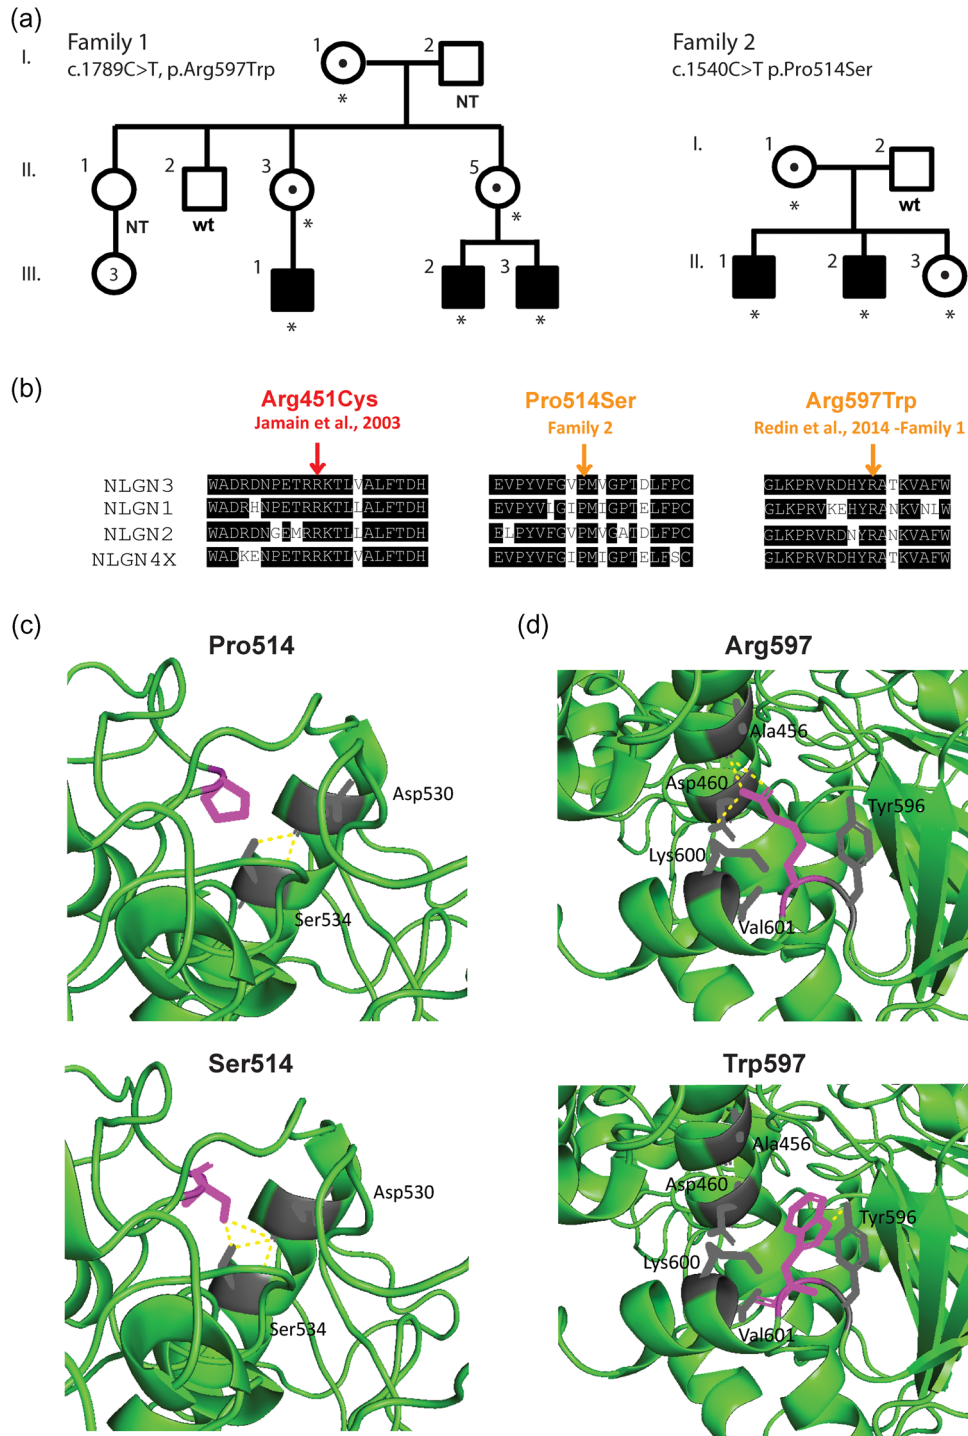 (a)
Family 1
c.1789C>T, p.Arg597Trp
Family 2
c.1540C>T p.Pro514Ser
I.
1
2
*
NT
II.
1
2
3
5
NT
wt
*
*
III.
3
1
2
3
*
*
*
I.
1
2
*
wt
II.
1
2
3
*
*
*
(b)
Arg451Cys
Jamain et al., 2003
Pro514Ser
Family 2
Arg597Trp
Redin et al., 2014 -Family 1
NLGN3 WADRDNPETRRKTLVALFTDH EVPYVFGVPMVGPTDLFPC GLKPRVRDHYRATKVAFW
NLGN1 WADRHNPETRRKTLLALFTDH EVPYVLGIPMIGPTELFPC GLKPRVKEHYRANKVNLW
NLGN2 WADRDNGEMRRKTLLALFTDH ELPYVFGVPMVGATDLFPC GLKPRVRDNYRANKVAFW
NLGN4X WADKENPETRRKTLVALFTDH EVPYVFGIPMIGPTELFSC GLKPRVRDHYRATKVAFW
(c)
Pro514
Asp530
Ser534
(d)
Arg597
Ala456
Asp460
Tyr596
Lys600
Val601
Ser514
Asp530
Ser534
Trp597
Ala456
Asp460
Tyr596
Lys600
Val601